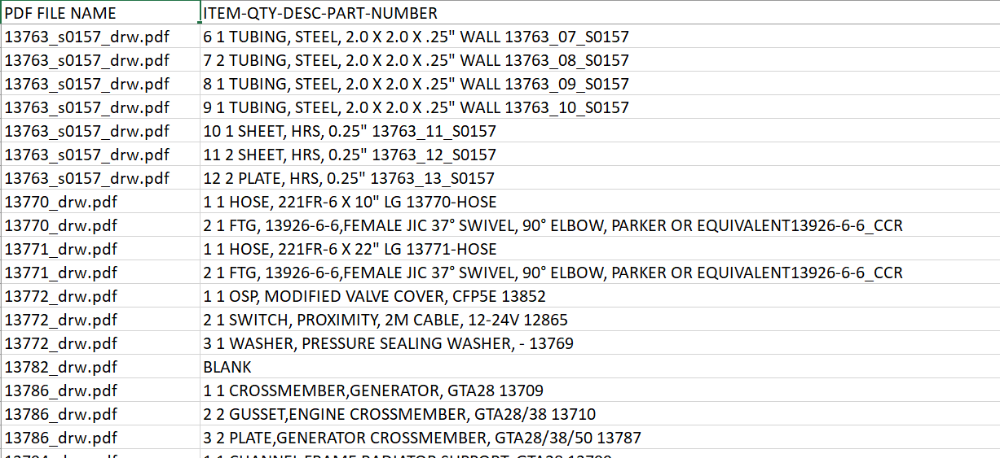 PDF FILE NAME ITEM-QTY-DESC-PART-NUMBER
13763_s0157_drw.pdf 6 1 TUBING, STEEL, 2.0 X 2.0 X .25" WALL 13763_07_S0157
13763_s0157_drw.pdf 7 2 TUBING, STEEL, 2.0 X 2.0 X .25" WALL 13763_08_S0157
13763_s0157_drw.pdf 8 1 TUBING, STEEL, 2.0 X 2.0 X .25" WALL 13763_09_S0157
13763_s0157_drw.pdf 9 1 TUBING, STEEL, 2.0 X 2.0 X .25" WALL 13763_10_S0157
13763_s0157_drw.pdf 10 1 SHEET, HRS, 0.25" 13763_11_S0157
13763_s0157_drw.pdf 11 2 SHEET, HRS, 0.25" 13763_12_S0157
13763_s0157_drw.pdf 12 2 PLATE, HRS, 0.25" 13763_13_S0157
13770_drw.pdf 1 1 HOSE, 221FR-6 X 10" LG 13770-HOSE
13770_drw.pdf 2 1 FTG, 13926-6-6,FEMALE JIC 37° SWIVEL, 90° ELBOW, PARKER OR EQUIVALENT13926-6-6_CCR
13771_drw.pdf 1 1 HOSE, 221FR-6 X 22" LG 13771-HOSE
13771_drw.pdf 2 1 FTG, 13926-6-6,FEMALE JIC 37° SWIVEL, 90° ELBOW, PARKER OR EQUIVALENT13926-6-6_CCR
13772_drw.pdf 1 1 OSP, MODIFIED VALVE COVER, CFP5E 13852
13772_drw.pdf 2 1 SWITCH, PROXIMITY, 2M CABLE, 12-24V 12865
13772_drw.pdf 3 1 WASHER, PRESSURE SEALING WASHER, - 13769
13782_drw.pdf BLANK
13786_drw.pdf 1 1 CROSSMEMBER,GENERATOR, GTA28 13709
13786_drw.pdf 2 2 GUSSET,ENGINE CROSSMEMBER, GTA28/38 13710
13786_drw.pdf 3 2 PLATE,GENERATOR CROSSMEMBER, GTA28/38/50 13787